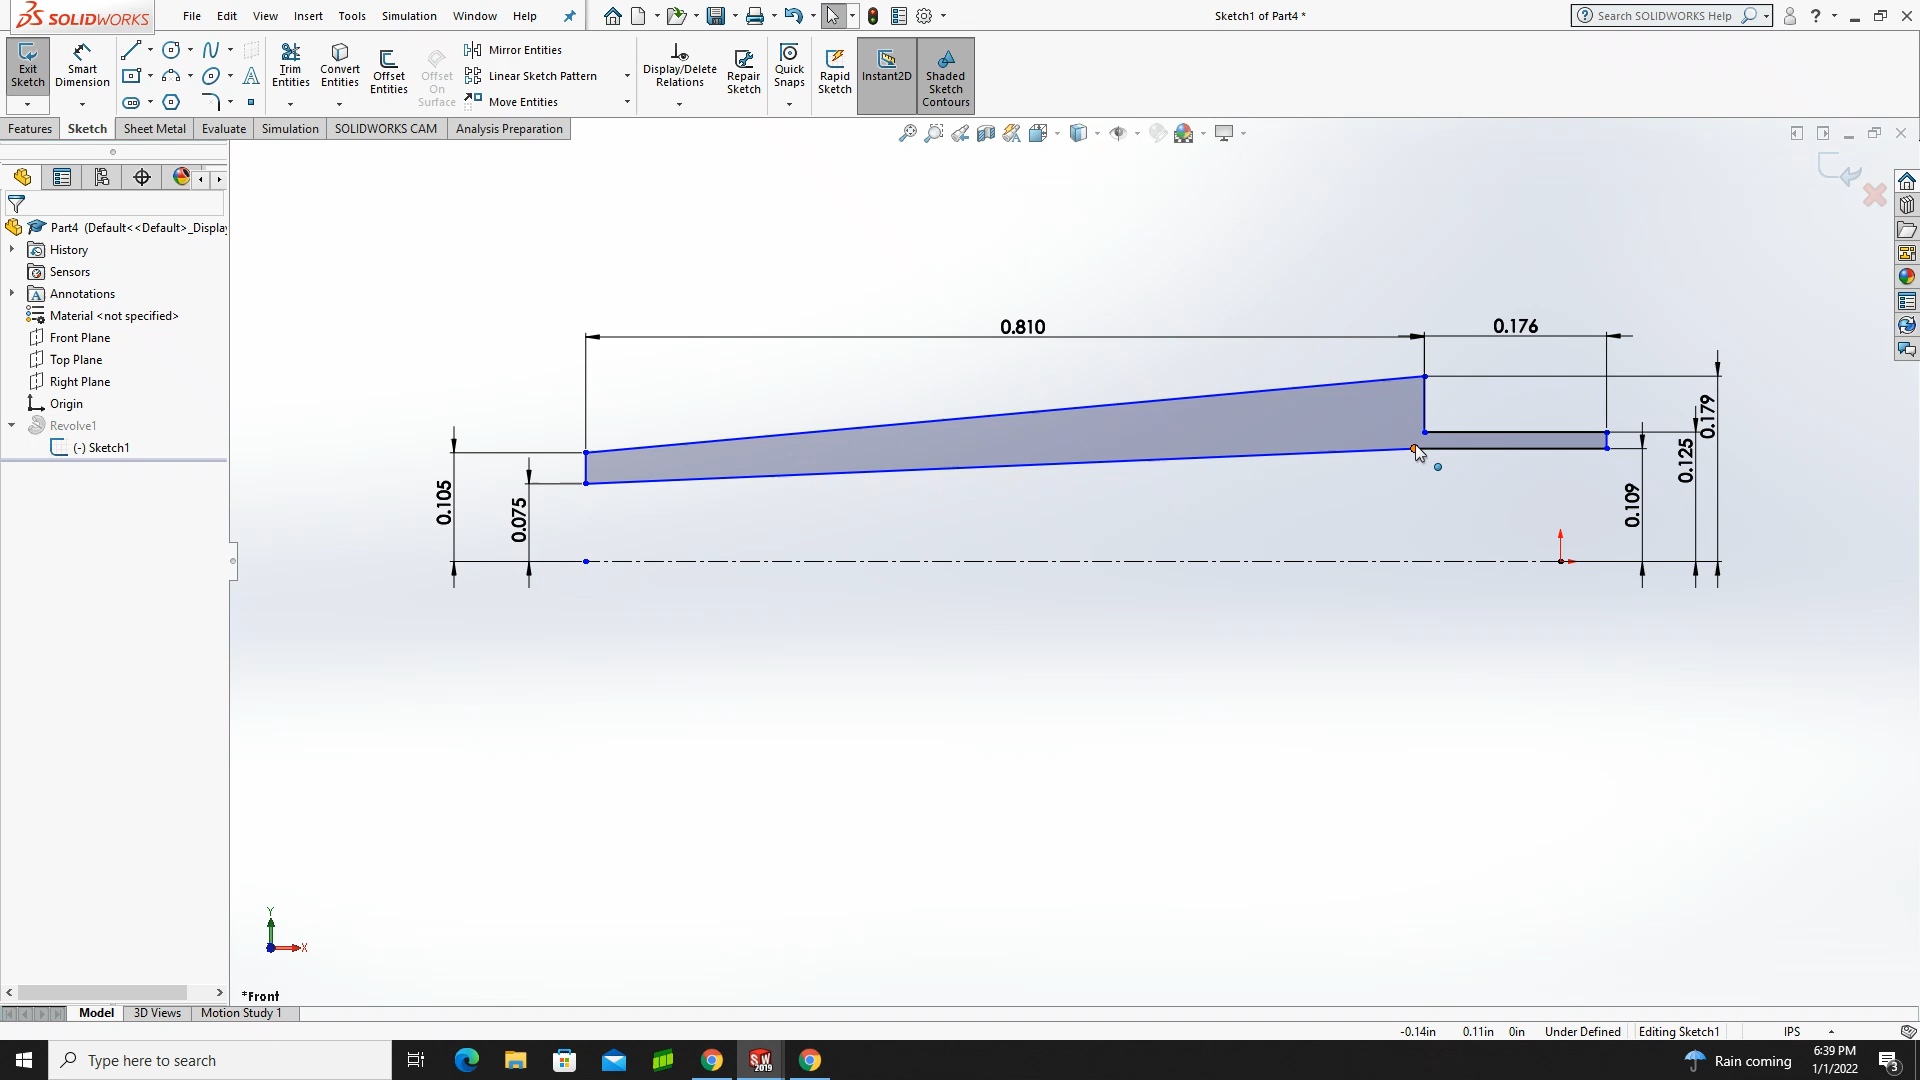 SOLIDWORKS
File Edit View Insert Tools Simulation Window Help
Sketch1 of Part4 *
Search SOLIDWORKS Help
Exit Sketch
Smart Dimension
Trim Entities
Convert Entities
Offset Entities
Offset On Surface
Mirror Entities
Linear Sketch Pattern
Move Entities
Display/Delete Relations
Repair Sketch
Quick Snaps
Rapid Sketch
Instant2D
Shaded Sketch Contours
Features Sketch Sheet Metal Evaluate Simulation SOLIDWORKS CAM Analysis Preparation
Part4 (Default<<Default>_Display
History
Sensors
Annotations
Material <not specified>
Front Plane
Top Plane
Right Plane
Origin
Revolve1
(-) Sketch1
0.810
0.176
0.105
0.075
0.109
0.125
0.179
Y
X
*Front
Model 3D Views Motion Study 1
-0.14in 0.11in 0in Under Defined Editing Sketch1 IPS
Type here to search
SW 2019
Rain coming
6:39 PM
1/1/2022
3